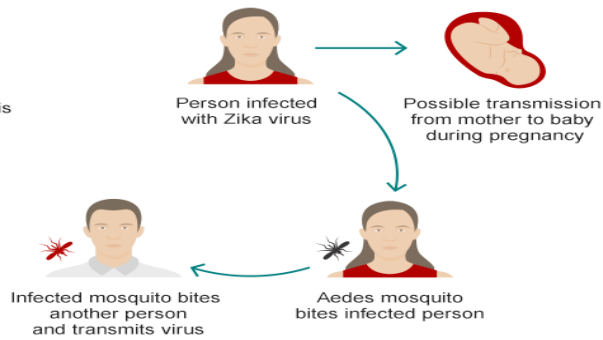 is
Person infected
with Zika virus
Possible transmission
from mother to baby
during pregnancy
Infected mosquito bites
another person
and transmits virus
Aedes mosquito
bites infected person